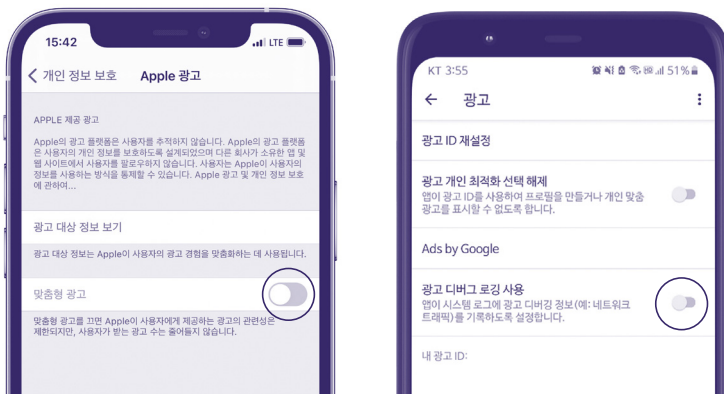 15:42
LTE
개인 정보 보호 Apple 광고
APPLE 제공 광고
Apple의 광고 플랫폼은 사용자를 추적하지 않습니다. Apple의 광고 플랫폼
은 사용자의 개인 정보를 보호하도록 설계되었으며 다른 회사가 소유한 앱 및
웹 사이트에서 사용자를 팔로우하지 않습니다. 사용자는 Apple이 사용자의
정보를 사용하는 방식을 통제할 수 있습니다. Apple 광고 및 개인 정보 보호
에 관하여...
광고 대상 정보 보기
광고 대상 정보는 Apple이 사용자의 광고 경험을 맞춤화하는 데 사용됩니다.
맞춤형 광고
맞춤형 광고를 끄면 Apple이 사용자에게 제공하는 광고의 관련성은
제한되지만, 사용자가 받는 광고 수는 줄어들지 않습니다.
KT 3:55
51%
광고
광고 ID 재설정
광고 개인 최적화 선택 해제
앱이 광고 ID를 사용하여 프로필을 만들거나 개인 맞춤
광고를 표시할 수 없도록 합니다.
Ads by Google
광고 디버그 로깅 사용
앱이 시스템 로그에 광고 디버깅 정보(예: 네트워크
트래픽)를 기록하도록 설정합니다.
내 광고 ID: